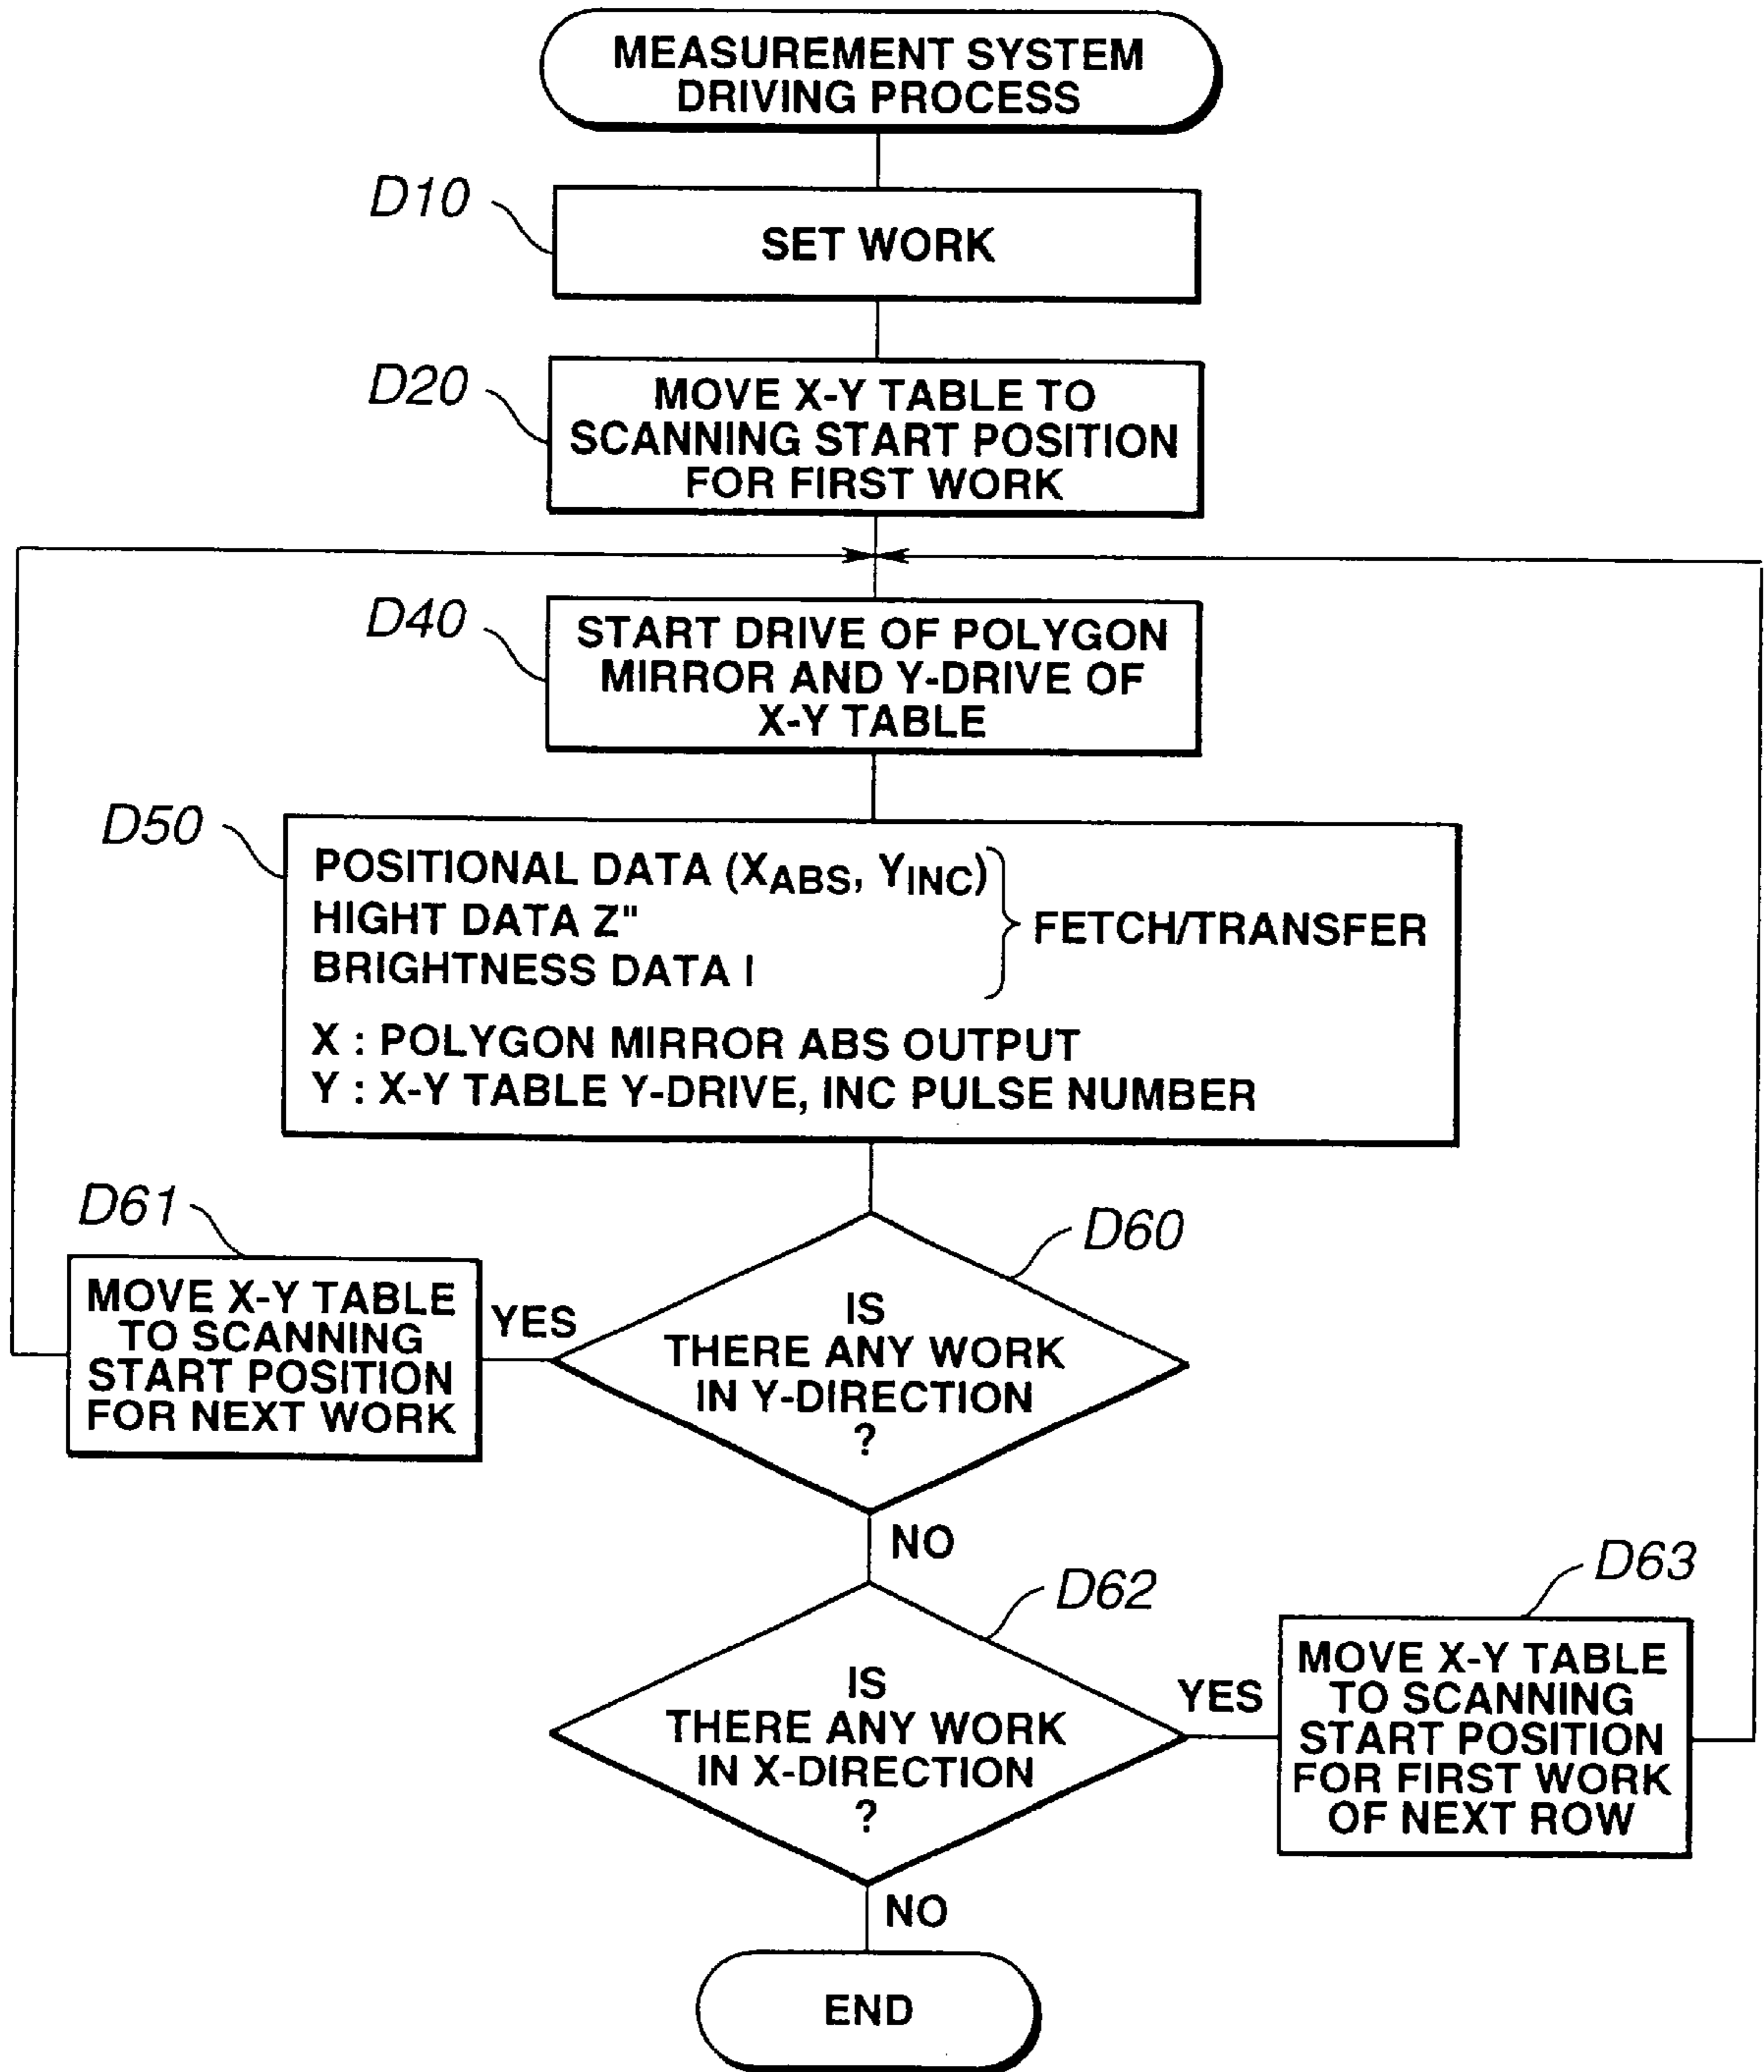 MEASUREMENT SYSTEM
DRIVING PROCESS
D10
SET WORK
D20
MOVE X-Y TABLE TO
SCANNING START POSITION
FOR FIRST WORK
D40
START DRIVE OF POLYGON
MIRROR AND Y-DRIVE OF
X-Y TABLE
D50
POSITIONAL DATA (XABS, YINC)
HIGHT DATA Z"
BRIGHTNESS DATA I
FETCH/TRANSFER
X : POLYGON MIRROR ABS OUTPUT
Y : X-Y TABLE Y-DRIVE, INC PULSE NUMBER
D61
MOVE X-Y TABLE
TO SCANNING
START POSITION
FOR NEXT WORK
YES
D60
IS
THERE ANY WORK
IN Y-DIRECTION
?
NO
D62
IS
THERE ANY WORK
IN X-DIRECTION
?
YES
D63
MOVE X-Y TABLE
TO SCANNING
START POSITION
FOR FIRST WORK
OF NEXT ROW
NO
END